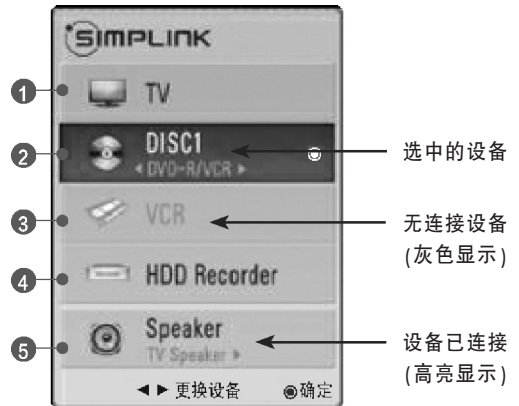 SIMPLINK
1 TV
2 DISC1
◄ DVD-R/VCR ►
选中的设备
3 VCR
无连接设备
(灰色显示)
4 HDD Recorder
5 Speaker
TV Speaker ►
设备已连接
(高亮显示)
◄ ► 更换设备 ◉确定